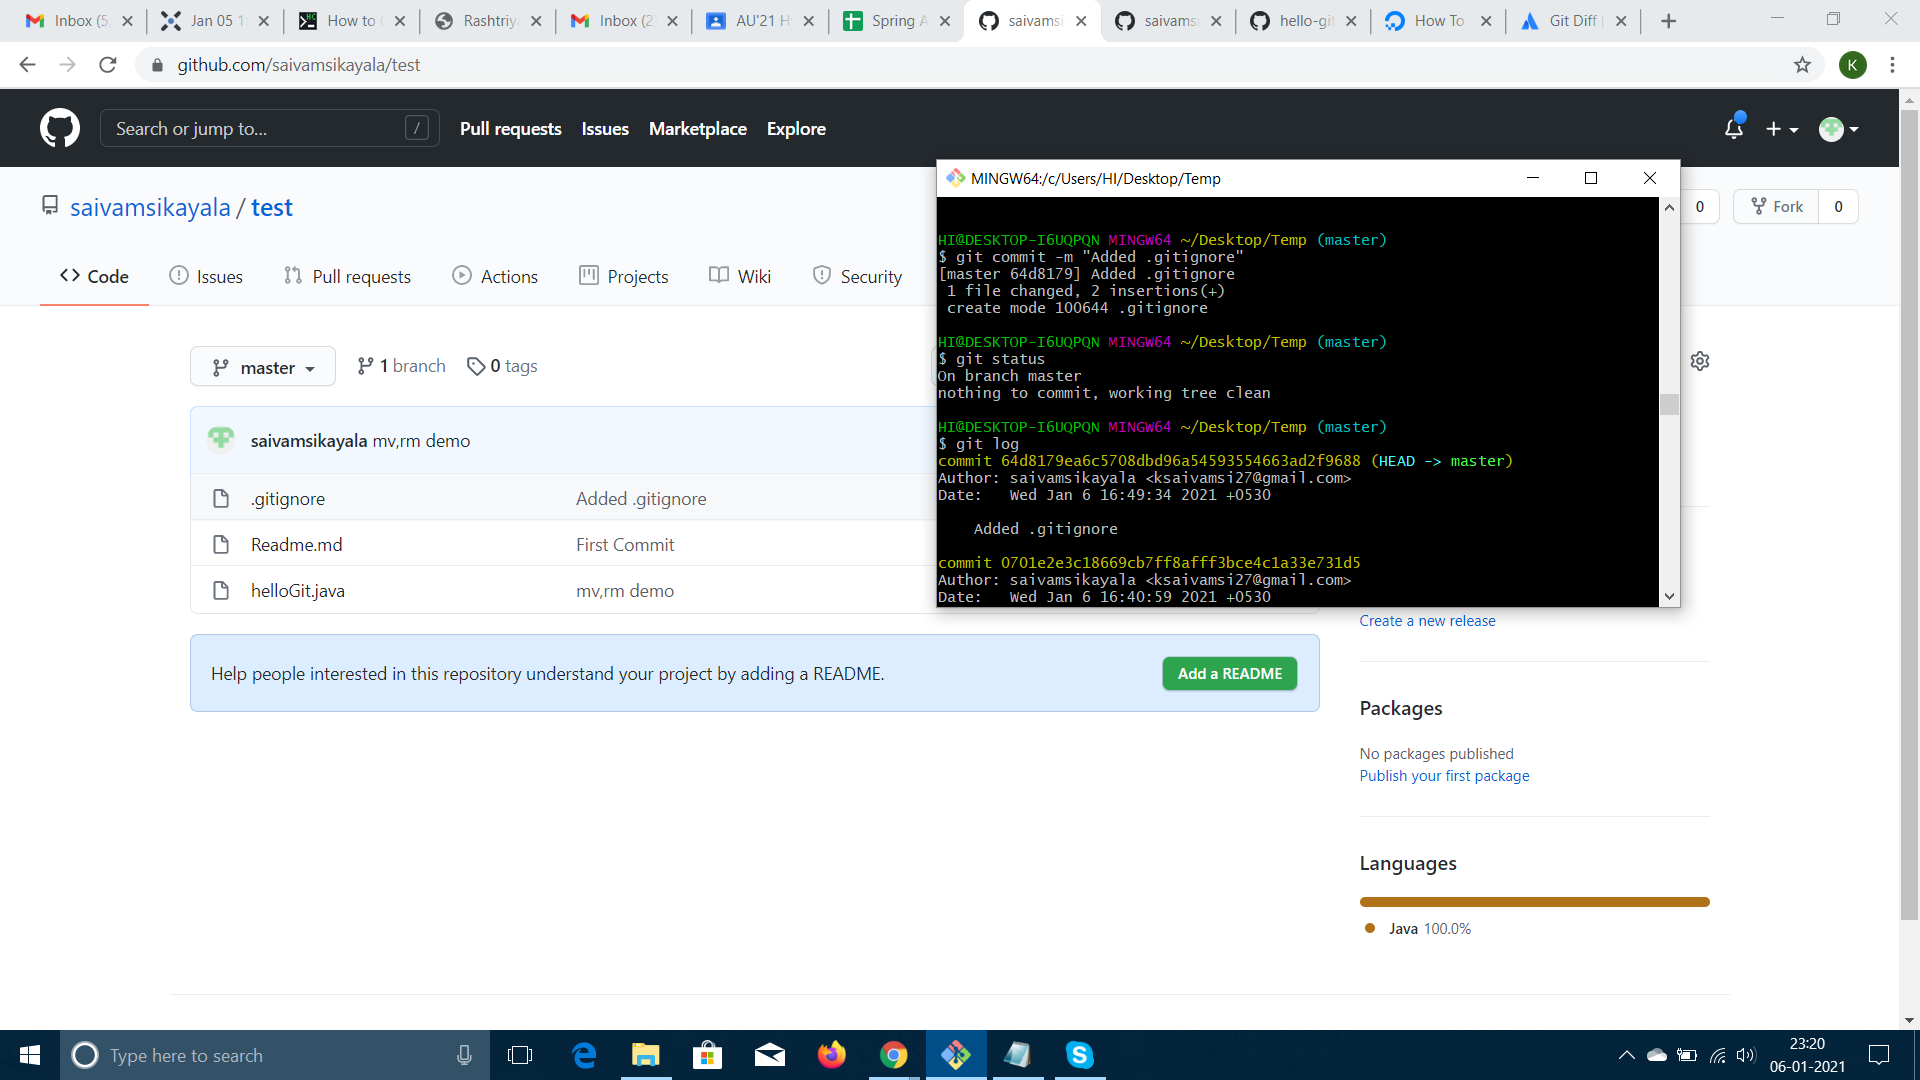 Inbox (5
Jan 05 1
How to
Rashtriy
Inbox (2
AU'21 H
Spring A
saivams
saivams
hello-git
How To
Git Diff
github.com/saivamsikayala/test
K
Search or jump to...
/
Pull requests
Issues
Marketplace
Explore
saivamsikayala / test
0
Fork
0
Code
Issues
Pull requests
Actions
Projects
Wiki
Security
master
1 branch
0 tags
saivamsikayala mv,rm demo
.gitignore
Added .gitignore
Readme.md
First Commit
helloGit.java
mv,rm demo
Help people interested in this repository understand your project by adding a README.
Add a README
MINGW64:/c/Users/HI/Desktop/Temp
HI@DESKTOP-I6UQPQN MINGW64 ~/Desktop/Temp (master)
$ git commit -m "Added .gitignore"
[master 64d8179] Added .gitignore
1 file changed, 2 insertions(+)
create mode 100644 .gitignore
HI@DESKTOP-I6UQPQN MINGW64 ~/Desktop/Temp (master)
$ git status
On branch master
nothing to commit, working tree clean
HI@DESKTOP-I6UQPQN MINGW64 ~/Desktop/Temp (master)
$ git log
commit 64d8179ea6c5708dbd96a54593554663ad2f9688 (HEAD -> master)
Author: saivamsikayala <ksaivamsi27@gmail.com>
Date:   Wed Jan 6 16:49:34 2021 +0530
Added .gitignore
commit 0701e2e3c18669cb7ff8afff3bce4c1a33e731d5
Author: saivamsikayala <ksaivamsi27@gmail.com>
Date:   Wed Jan 6 16:40:59 2021 +0530
Create a new release
Packages
No packages published
Publish your first package
Languages
Java 100.0%
Type here to search
23:20
06-01-2021